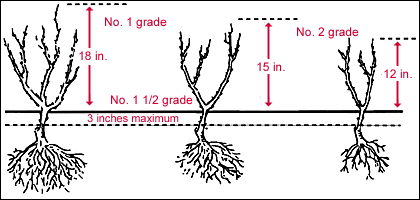 No. 1 grade
18 in.
No. 1 1/2 grade
15 in.
No. 2 grade
12 in.
3 inches maximum